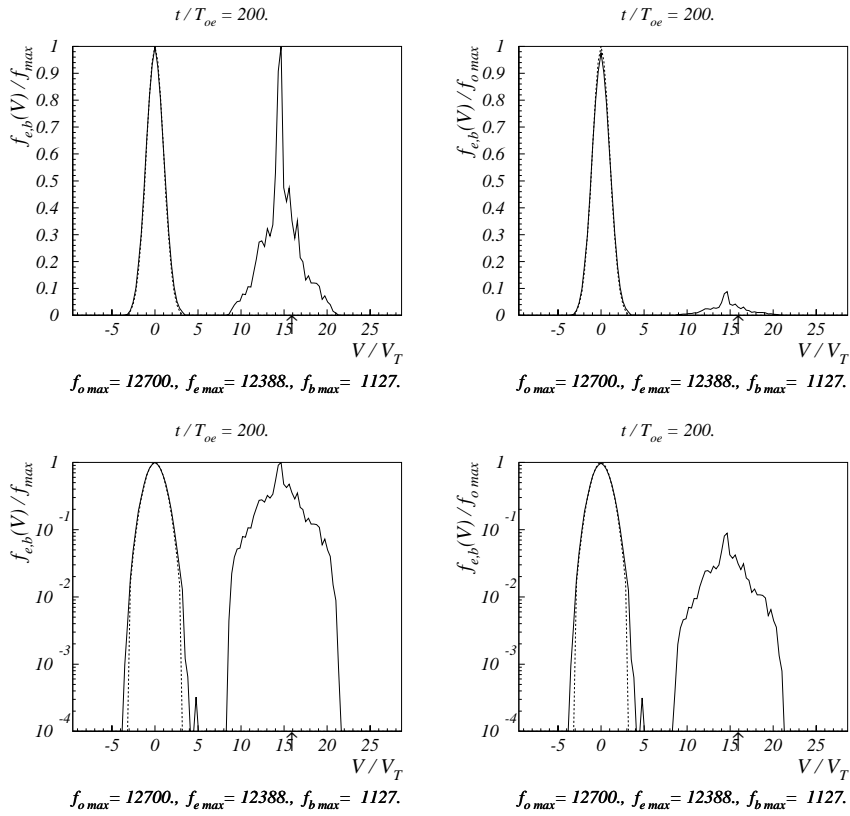 t / T_oe = 200.
f_e,b(V) / f_max
1
0.9
0.8
0.7
0.6
0.5
0.4
0.3
0.2
0.1
0
-5 0 5 10 15 20 25
V / V_T
f_o max= 12700., f_e max= 12388., f_b max= 1127.
t / T_oe = 200.
f_e,b(V) / f_o max
1
0.9
0.8
0.7
0.6
0.5
0.4
0.3
0.2
0.1
0
-5 0 5 10 15 20 25
V / V_T
f_o max= 12700., f_e max= 12388., f_b max= 1127.
t / T_oe = 200.
f_e,b(V) / f_max
1
10^-1
10^-2
10^-3
10^-4
-5 0 5 10 15 20 25
V / V_T
f_o max= 12700., f_e max= 12388., f_b max= 1127.
t / T_oe = 200.
f_e,b(V) / f_o max
1
10^-1
10^-2
10^-3
10^-4
-5 0 5 10 15 20 25
V / V_T
f_o max= 12700., f_e max= 12388., f_b max= 1127.